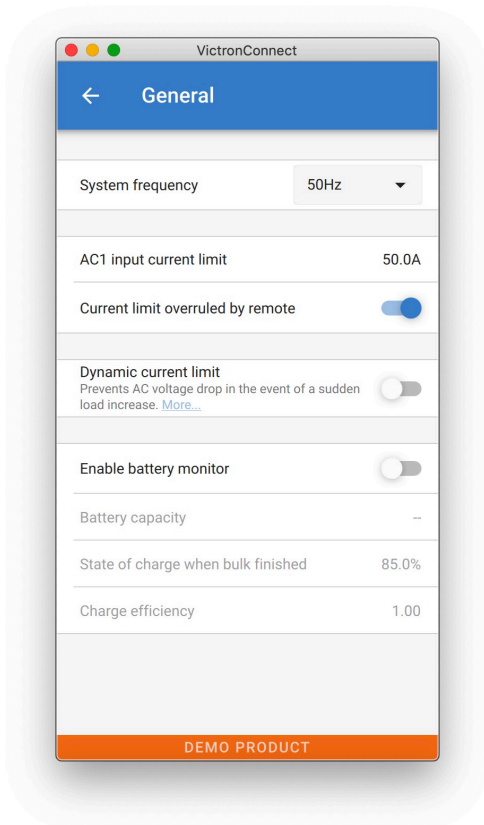 VictronConnect
General
System frequency 50Hz
AC1 input current limit 50.0A
Current limit overruled by remote
Dynamic current limit
Prevents AC voltage drop in the event of a sudden
load increase. More...
Enable battery monitor
Battery capacity --
State of charge when bulk finished 85.0%
Charge efficiency 1.00
DEMO PRODUCT